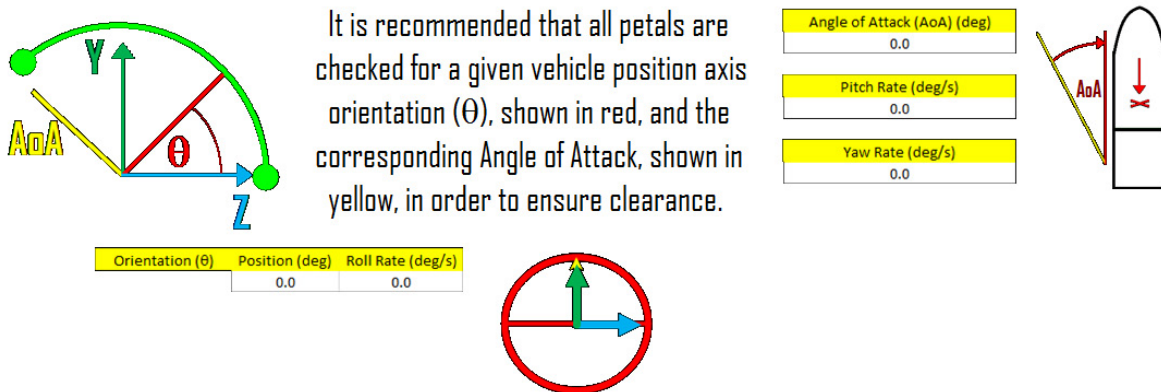 It is recommended that all petals are
checked for a given vehicle position axis
orientation (θ), shown in red, and the
corresponding Angle of Attack, shown in
yellow, in order to ensure clearance.
Y
AoA
θ
Z
Angle of Attack (AoA) (deg)
0.0
Pitch Rate (deg/s)
0.0
Yaw Rate (deg/s)
0.0
AoA
X
Orientation (θ) Position (deg) Roll Rate (deg/s)
0.0 0.0